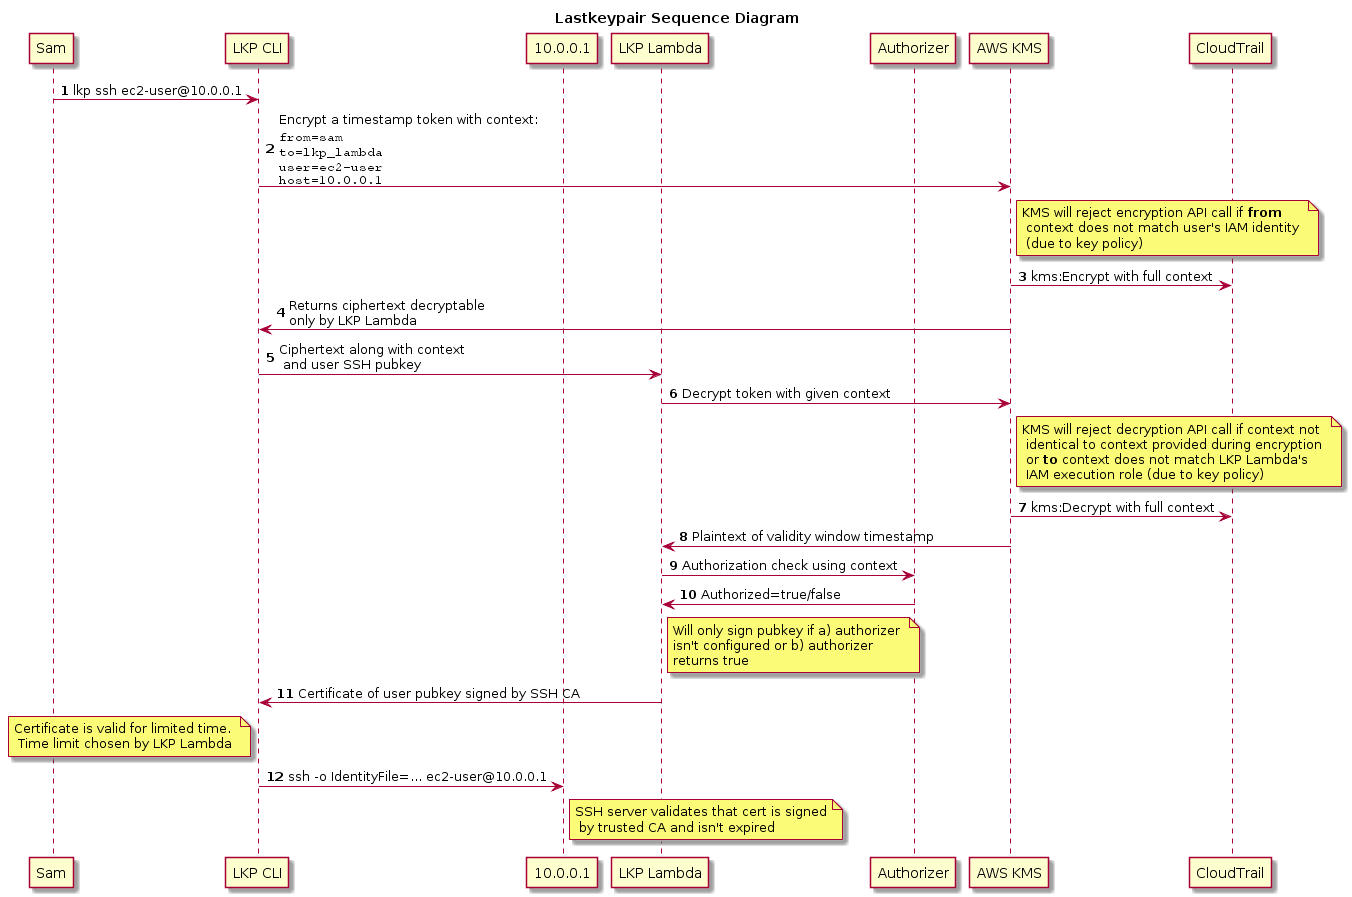 Lastkeypair Sequence Diagram
Sam
LKP CLI
10.0.0.1
LKP Lambda
Authorizer
AWS KMS
CloudTrail
1 lkp ssh ec2-user@10.0.0.1
Encrypt a timestamp token with context:
from=sam
2 to=lkp_lambda
user=ec2-user
host=10.0.0.1
KMS will reject encryption API call if from
context does not match user's IAM identity
(due to key policy)
3 kms:Encrypt with full context
4 Returns ciphertext decryptable
only by LKP Lambda
5 Ciphertext along with context
and user SSH pubkey
6 Decrypt token with given context
KMS will reject decryption API call if context not
identical to context provided during encryption
or to context does not match LKP Lambda's
IAM execution role (due to key policy)
7 kms:Decrypt with full context
8 Plaintext of validity window timestamp
9 Authorization check using context
10 Authorized=true/false
Will only sign pubkey if a) authorizer
isn't configured or b) authorizer
returns true
11 Certificate of user pubkey signed by SSH CA
Certificate is valid for limited time.
Time limit chosen by LKP Lambda
12 ssh -o IdentityFile=... ec2-user@10.0.0.1
SSH server validates that cert is signed
by trusted CA and isn't expired
Sam
LKP CLI
10.0.0.1
LKP Lambda
Authorizer
AWS KMS
CloudTrail